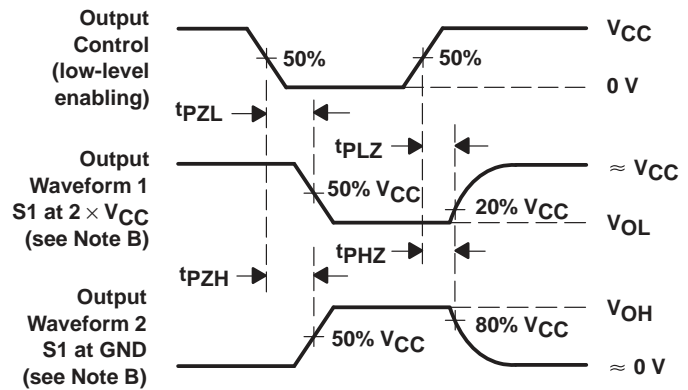 Output
Control
(low-level
enabling)
50%
50%
VCC
0 V
tPZL
tPLZ
Output
Waveform 1
S1 at 2 × VCC
(see Note B)
50% VCC
20% VCC
≈ VCC
VOL
tPZH
tPHZ
Output
Waveform 2
S1 at GND
(see Note B)
50% VCC
80% VCC
VOH
≈ 0 V